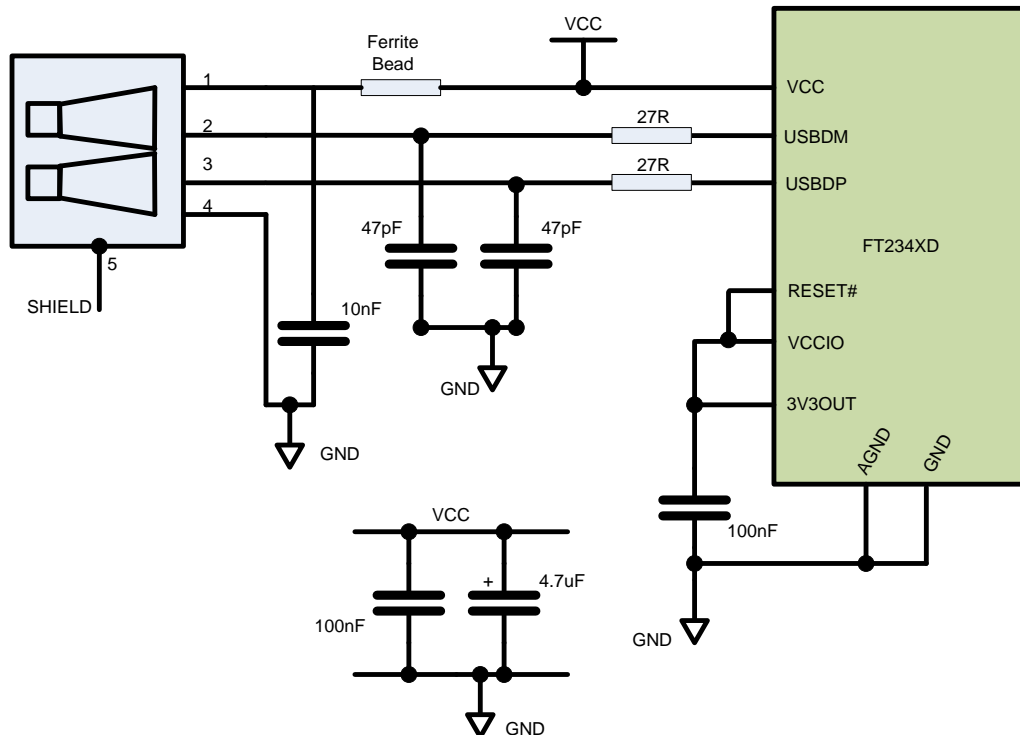 VCC
Ferrite
Bead
1
VCC
27R
2
USBDM
27R
3
USBDP
4
47pF
47pF
FT234XD
5
SHIELD
RESET#
10nF
VCCIO
GND
3V3OUT
GND
AGND
GND
VCC
100nF
4.7uF
+
100nF
GND
GND